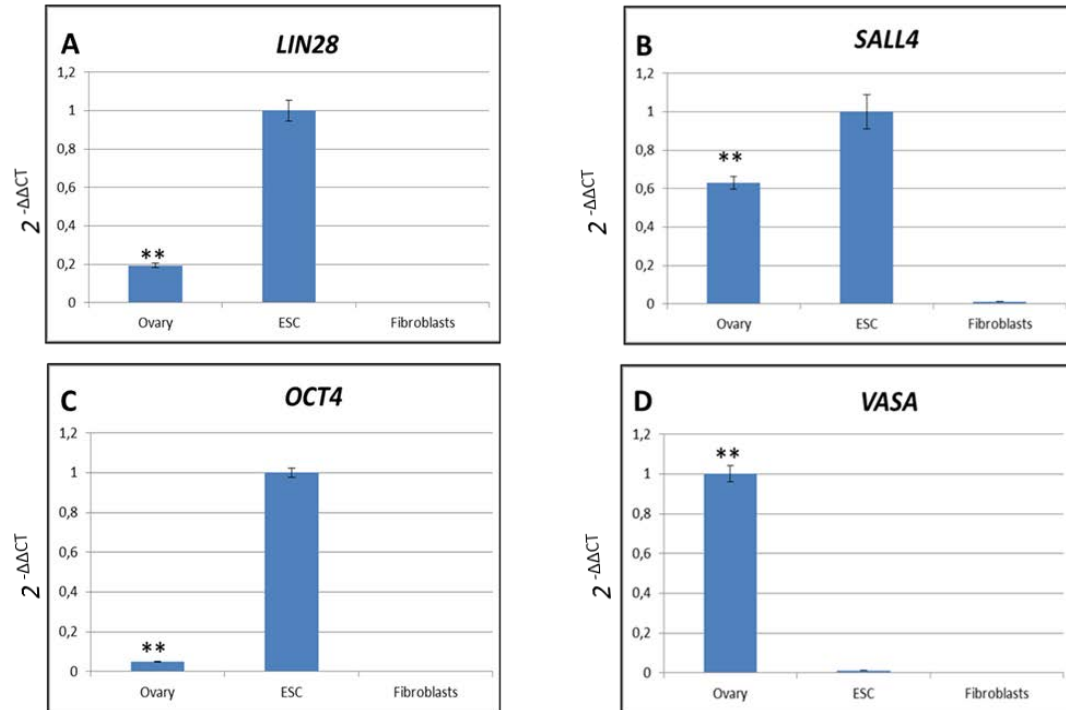 A
LIN28
1,2
1
0,8
0,6
0,4
0,2
0
2 -ΔΔCT
**
Ovary ESC Fibroblasts
B
SALL4
1,2
1
0,8
0,6
0,4
0,2
0
2 -ΔΔCT
**
Ovary ESC Fibroblasts
C
OCT4
1,2
1
0,8
0,6
0,4
0,2
0
2 -ΔΔCT
**
Ovary ESC Fibroblasts
D
VASA
1,2
1
0,8
0,6
0,4
0,2
0
2 -ΔΔCT
**
Ovary ESC Fibroblasts